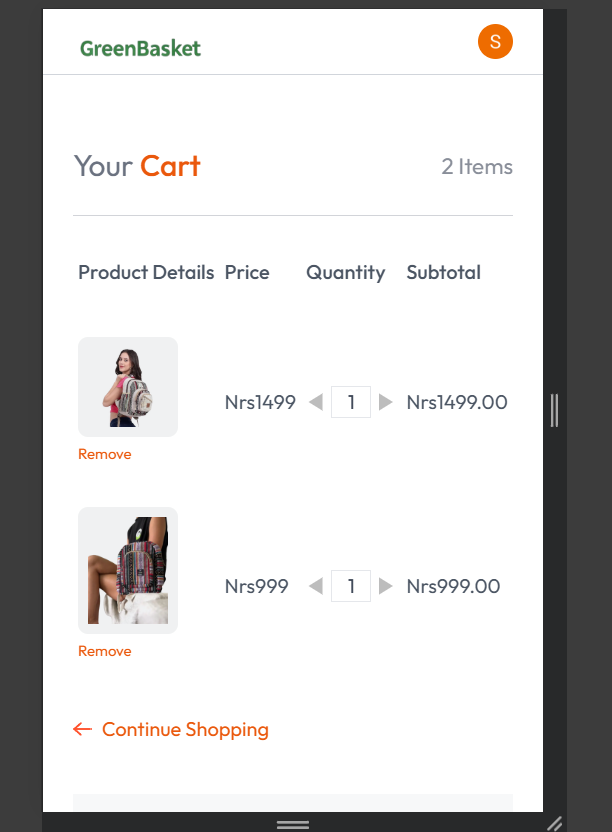 GreenBasket
S
Your Cart
2 Items
Product Details Price Quantity Subtotal
Nrs1499 1 Nrs1499.00
Remove
Nrs999 1 Nrs999.00
Remove
Continue Shopping